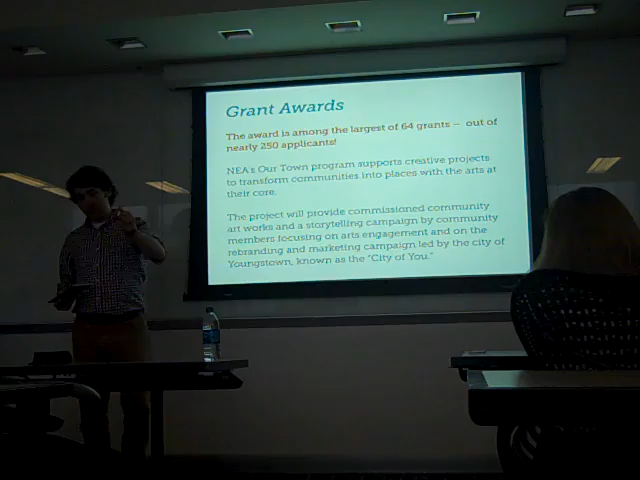 Grant Awards
The award is among the largest of 64 grants – out of
nearly 250 applicants!
NEA's Our Town program supports creative projects
to transform communities into places with the arts at
their core.
The project will provide commissioned community
art works and a storytelling campaign by community
members focusing on arts engagement and on the
rebranding and marketing campaign led by the city of
Youngstown, known as the "City of You."